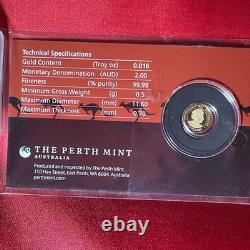 Technical Specifications
Gold Content (Troy oz) 0.016
Monetary Denomination (AUD) 2.00
Fineness (% purity) 99.99
Minimum Gross Weight (g) 0.5
Maximum Diameter (mm) 11.60
Maximum Thickness (mm) 0.70
THE PERTH MINT
AUSTRALIA
Produced and inspected by The Perth Mint
310 Hay Street, East Perth, WA 6004, Australia
perthmint.com
thecoin.top